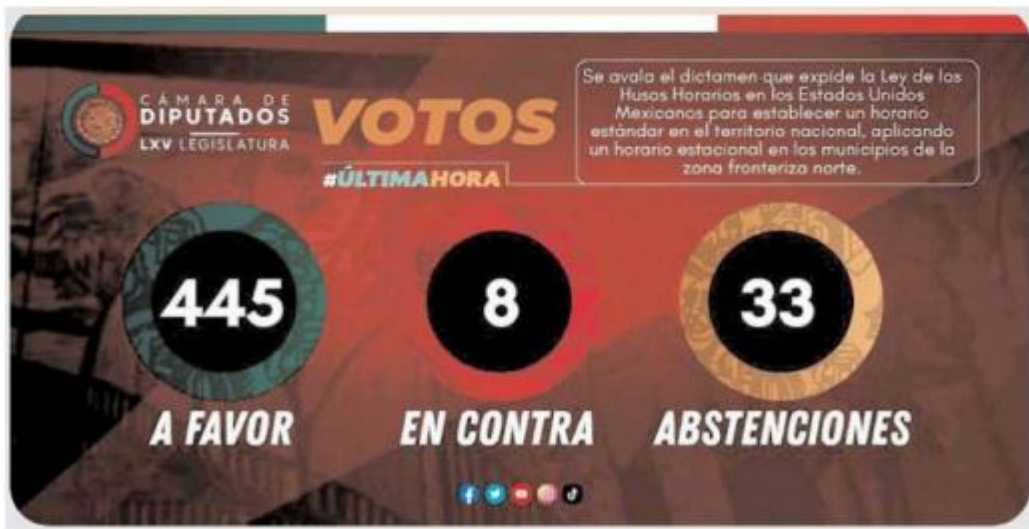 CÁMARA DE
DIPUTADOS
LXV LEGISLATURA
VOTOS
#ÚLTIMAHORA
Se avala el dictamen que expide la Ley de los
Husos Horarios en los Estados Unidos
Mexicanos para establecer un horario
estándar en el territorio nacional, aplicando
un horario estacional en los municipios de la
zona fronteriza norte.
445
A FAVOR
8
EN CONTRA
33
ABSTENCIONES